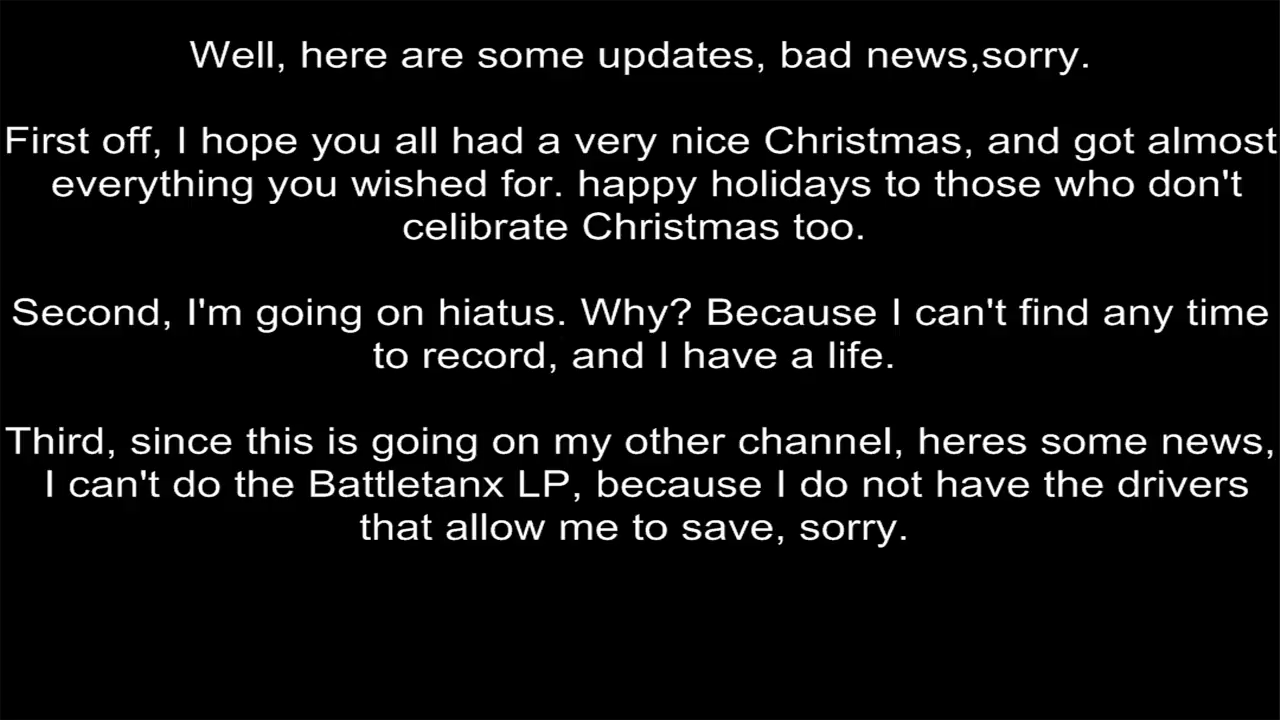 Well, here are some updates, bad news,sorry.
First off, I hope you all had a very nice Christmas, and got almost
everything you wished for. happy holidays to those who don't
celibrate Christmas too.
Second, I'm going on hiatus. Why? Because I can't find any time
to record, and I have a life.
Third, since this is going on my other channel, heres some news,
I can't do the Battletanx LP, because I do not have the drivers
that allow me to save, sorry.